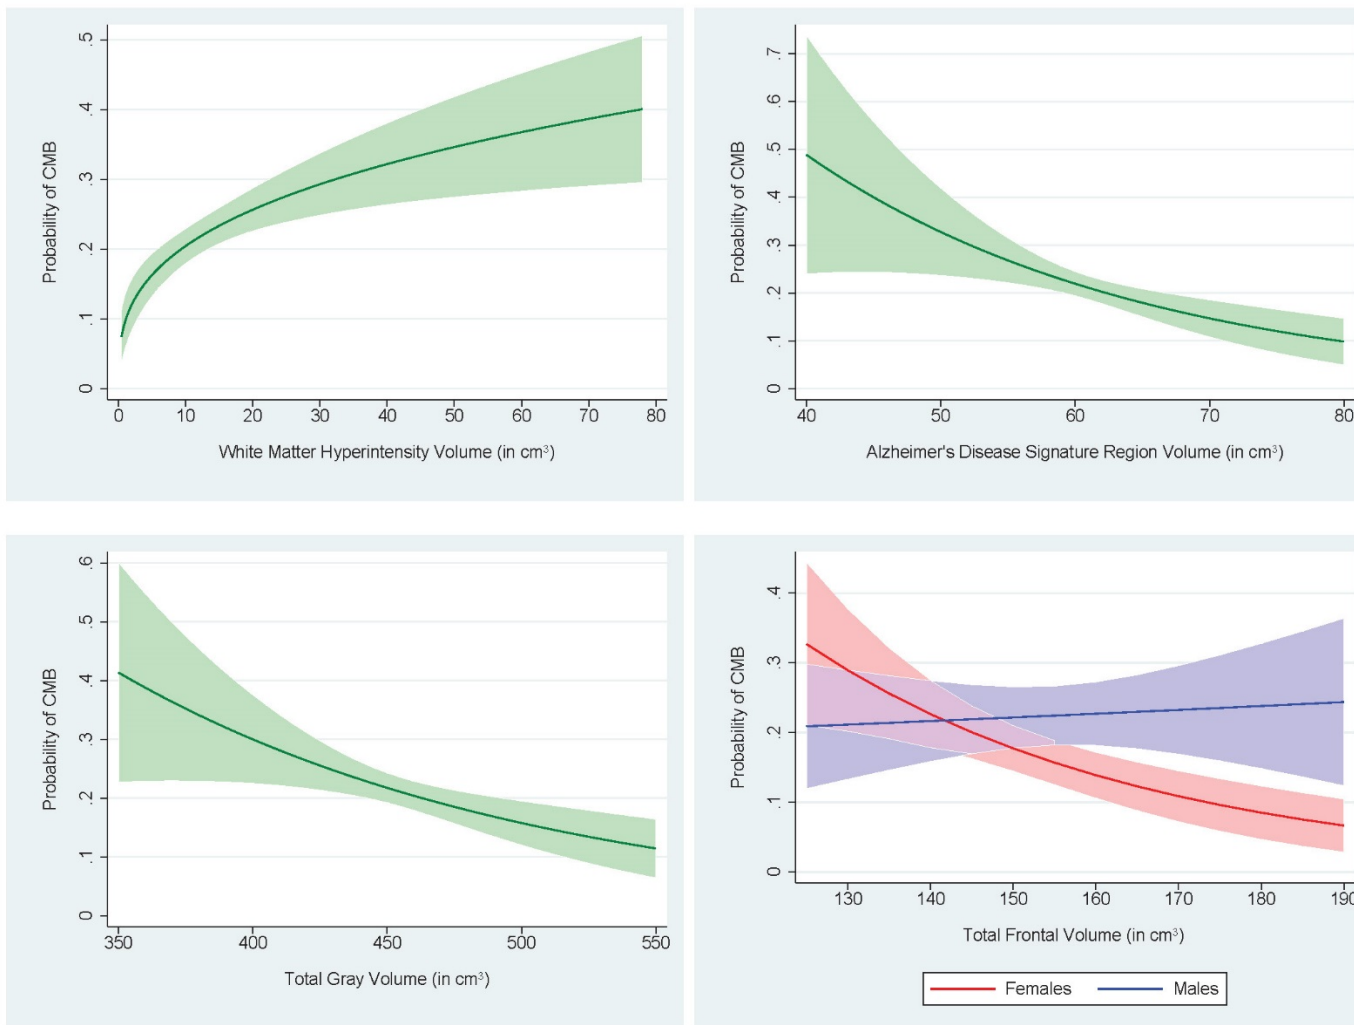 Probability of CMB
.5
.4
.3
.2
.1
0
0 10 20 30 40 50 60 70 80
White Matter Hyperintensity Volume (in cm³)
Probability of CMB
.7
.6
.5
.4
.3
.2
.1
0
40 50 60 70 80
Alzheimer's Disease Signature Region Volume (in cm³)
Probability of CMB
.6
.5
.4
.3
.2
.1
0
350 400 450 500 550
Total Gray Volume (in cm³)
Probability of CMB
.4
.3
.2
.1
0
130 140 150 160 170 180 190
Total Frontal Volume (in cm³)
Females Males